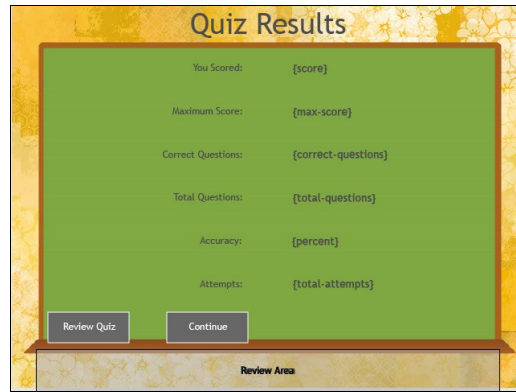 Quiz Results
You Scored: {score}
Maximum Score: {max-score}
Correct Questions: {correct-questions}
Total Questions: {total-questions}
Accuracy: {percent}
Attempts: {total-attempts}
Review Quiz Continue
Review Area